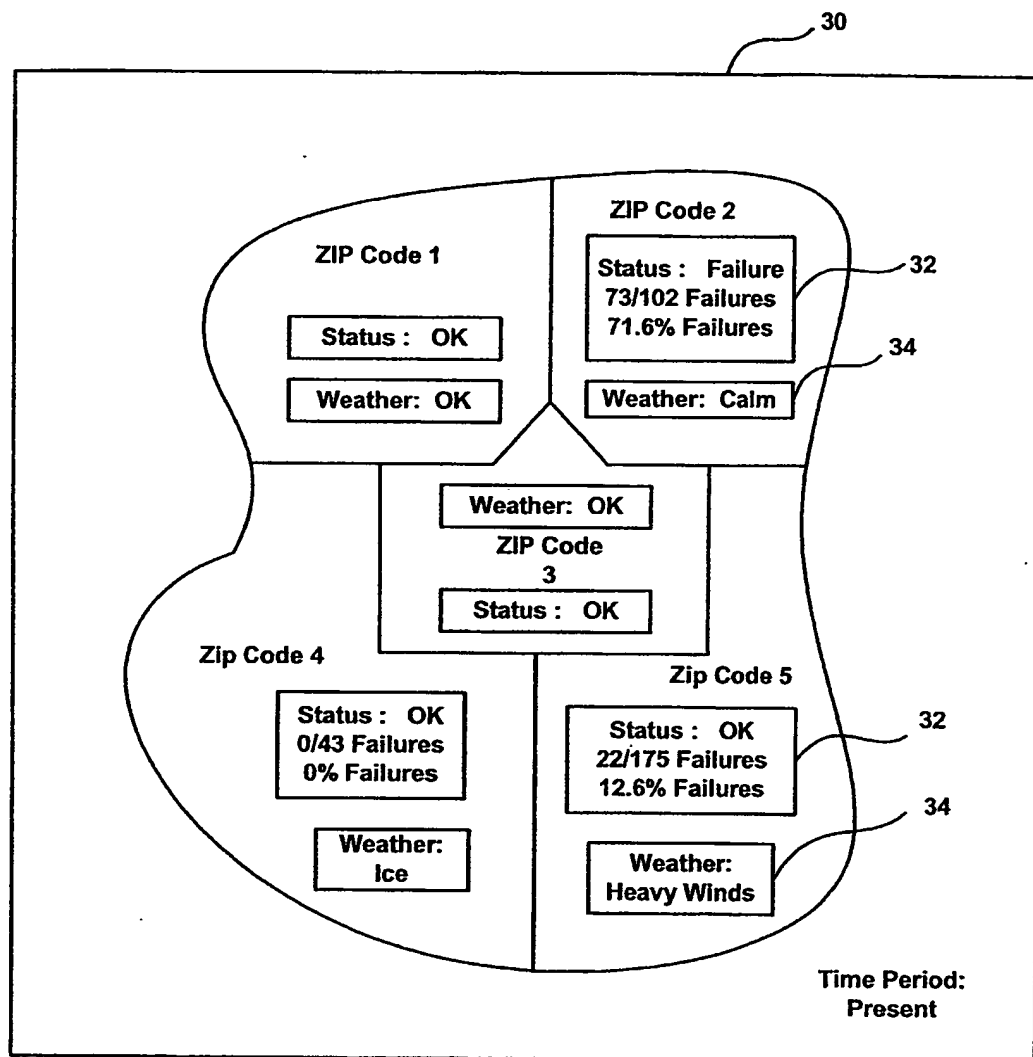 30
ZIP Code 1
Status : OK
Weather: OK
ZIP Code 2
Status : Failure
73/102 Failures
71.6% Failures
32
Weather: Calm
34
Weather: OK
ZIP Code
3
Status : OK
Zip Code 4
Status : OK
0/43 Failures
0% Failures
Weather:
Ice
Zip Code 5
Status : OK
22/175 Failures
12.6% Failures
32
Weather:
Heavy Winds
34
Time Period:
Present